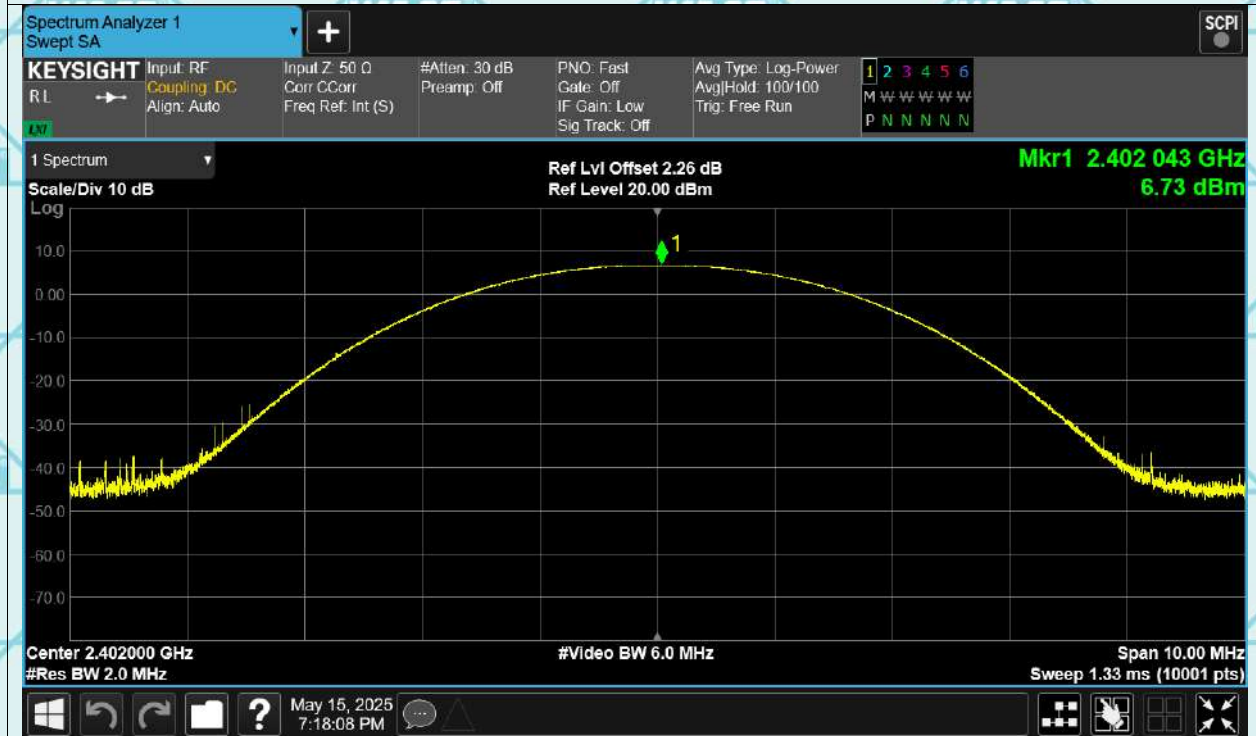 Spectrum Analyzer 1
Swept SA
+
SCPI
KEYSIGHT
RL
LXI
Input: RF
Coupling: DC
Align: Auto
Input Z: 50 Ω
Corr CCorr
Freq Ref: Int (S)
#Atten: 30 dB
Preamp: Off
PNO: Fast
Gate: Off
IF Gain: Low
Sig Track: Off
Avg Type: Log-Power
Avg|Hold: 100/100
Trig: Free Run
1 2 3 4 5 6
M W W W W W
P N N N N N
1 Spectrum
Scale/Div 10 dB
Log
Ref Lvl Offset 2.26 dB
Ref Level 20.00 dBm
Mkr1 2.402 043 GHz
6.73 dBm
1
10.0
0.00
-10.0
-20.0
-30.0
-40.0
-50.0
-60.0
-70.0
Center 2.402000 GHz
#Res BW 2.0 MHz
#Video BW 6.0 MHz
Span 10.00 MHz
Sweep 1.33 ms (10001 pts)
?
May 15, 2025
7:18:08 PM